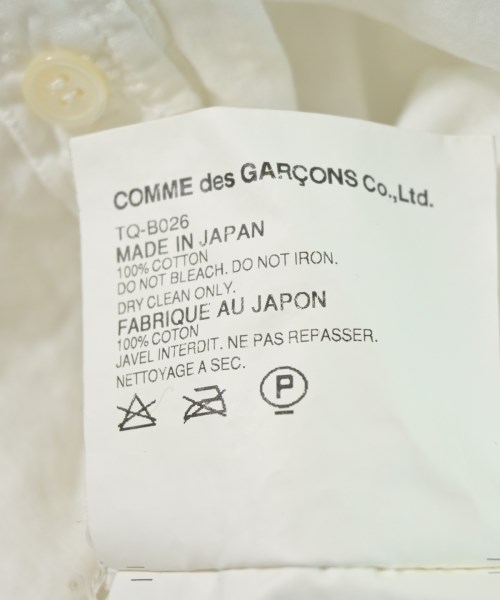 COMME des GARÇONS Co.,Ltd.
TQ-B026
MADE IN JAPAN
100% COTTON
DO NOT BLEACH. DO NOT IRON.
DRY CLEAN ONLY.
FABRIQUE AU JAPON
100% COTON
JAVEL INTERDIT. NE PAS REPASSER.
NETTOYAGE A SEC.
P